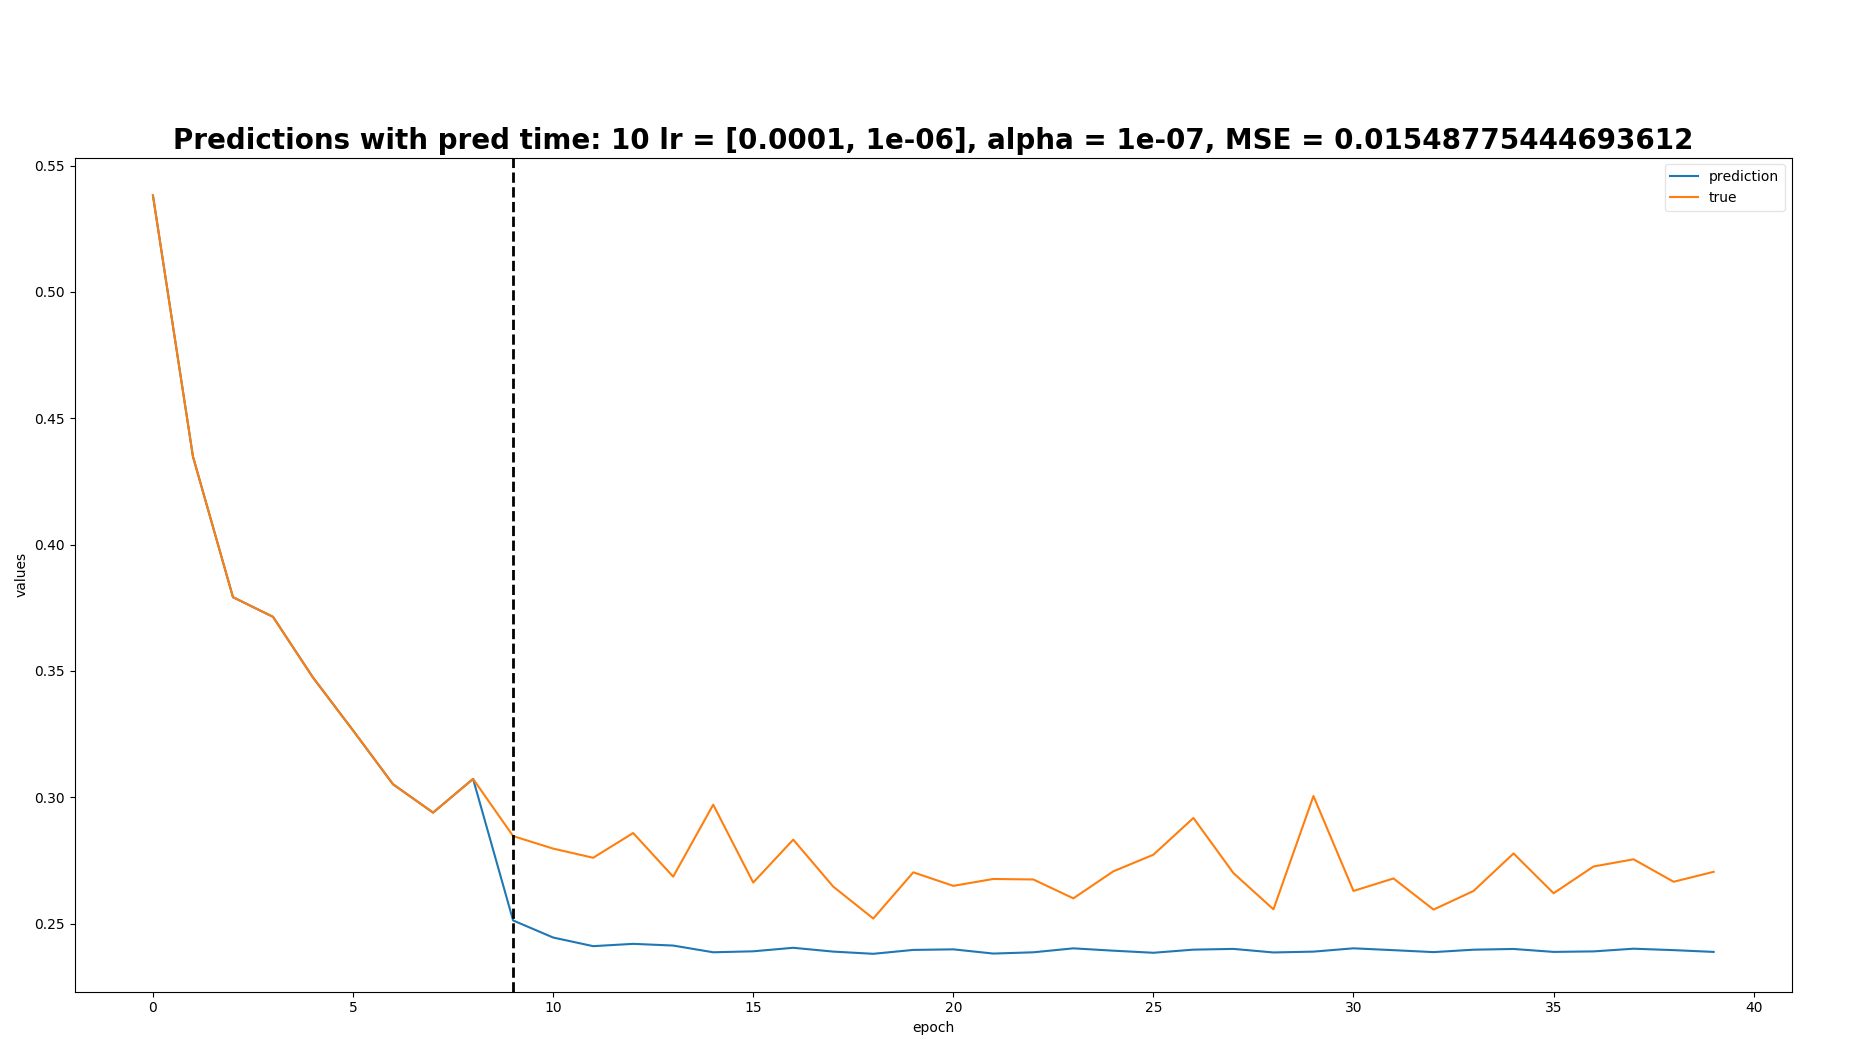 Predictions with pred time: 10 lr = [0.0001, 1e-06], alpha = 1e-07, MSE = 0.01548775444693612
prediction
true
values
0.55
0.50
0.45
0.40
0.35
0.30
0.25
0 5 10 15 20 25 30 35 40
epoch